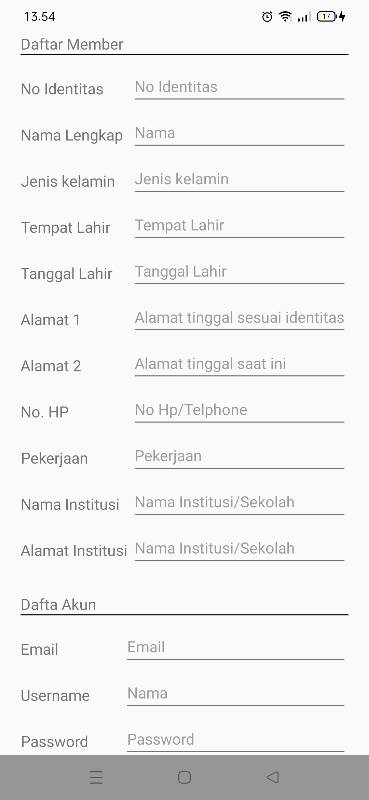 13.54
17
Daftar Member
No Identitas No Identitas
Nama Lengkap Nama
Jenis kelamin Jenis kelamin
Tempat Lahir Tempat Lahir
Tanggal Lahir Tanggal Lahir
Alamat 1 Alamat tinggal sesuai identitas
Alamat 2 Alamat tinggal saat ini
No. HP No Hp/Telphone
Pekerjaan Pekerjaan
Nama Institusi Nama Institusi/Sekolah
Alamat Institusi Nama Institusi/Sekolah
Dafta Akun
Email Email
Username Nama
Password Password